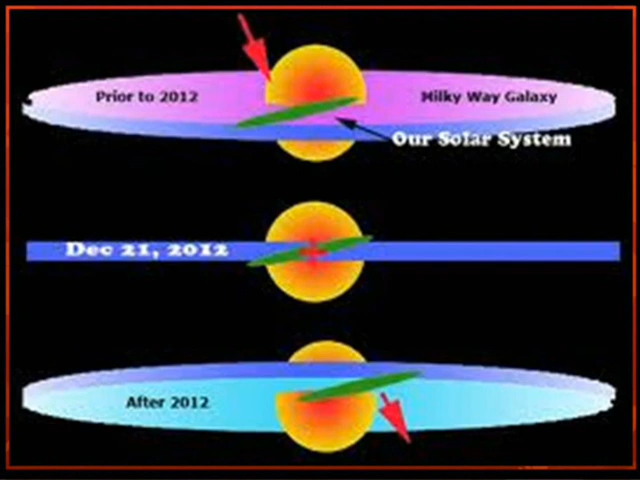 Prior to 2012
Milky Way Galaxy
Our Solar System
Dec 21, 2012
After 2012